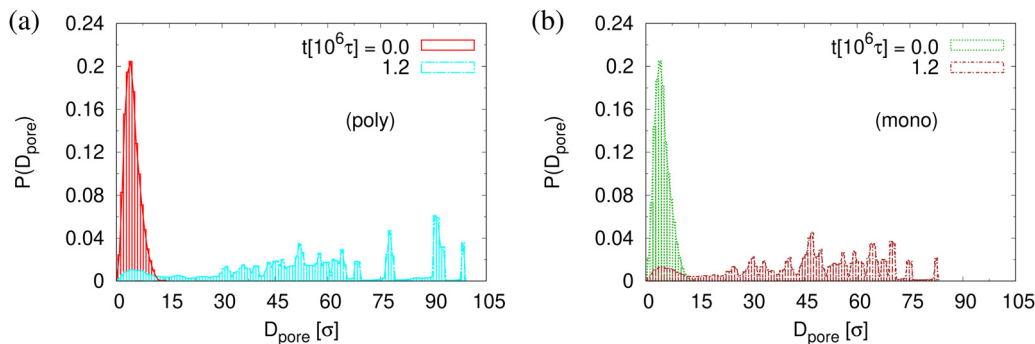 (a)
0.24
0.2
0.16
0.12
0.08
0.04
0
P(D_pore)
t[10^6τ] = 0.0
1.2
(poly)
0 15 30 45 60 75 90 105
D_pore [σ]
(b)
0.24
0.2
0.16
0.12
0.08
0.04
0
P(D_pore)
t[10^6τ] = 0.0
1.2
(mono)
0 15 30 45 60 75 90 105
D_pore [σ]